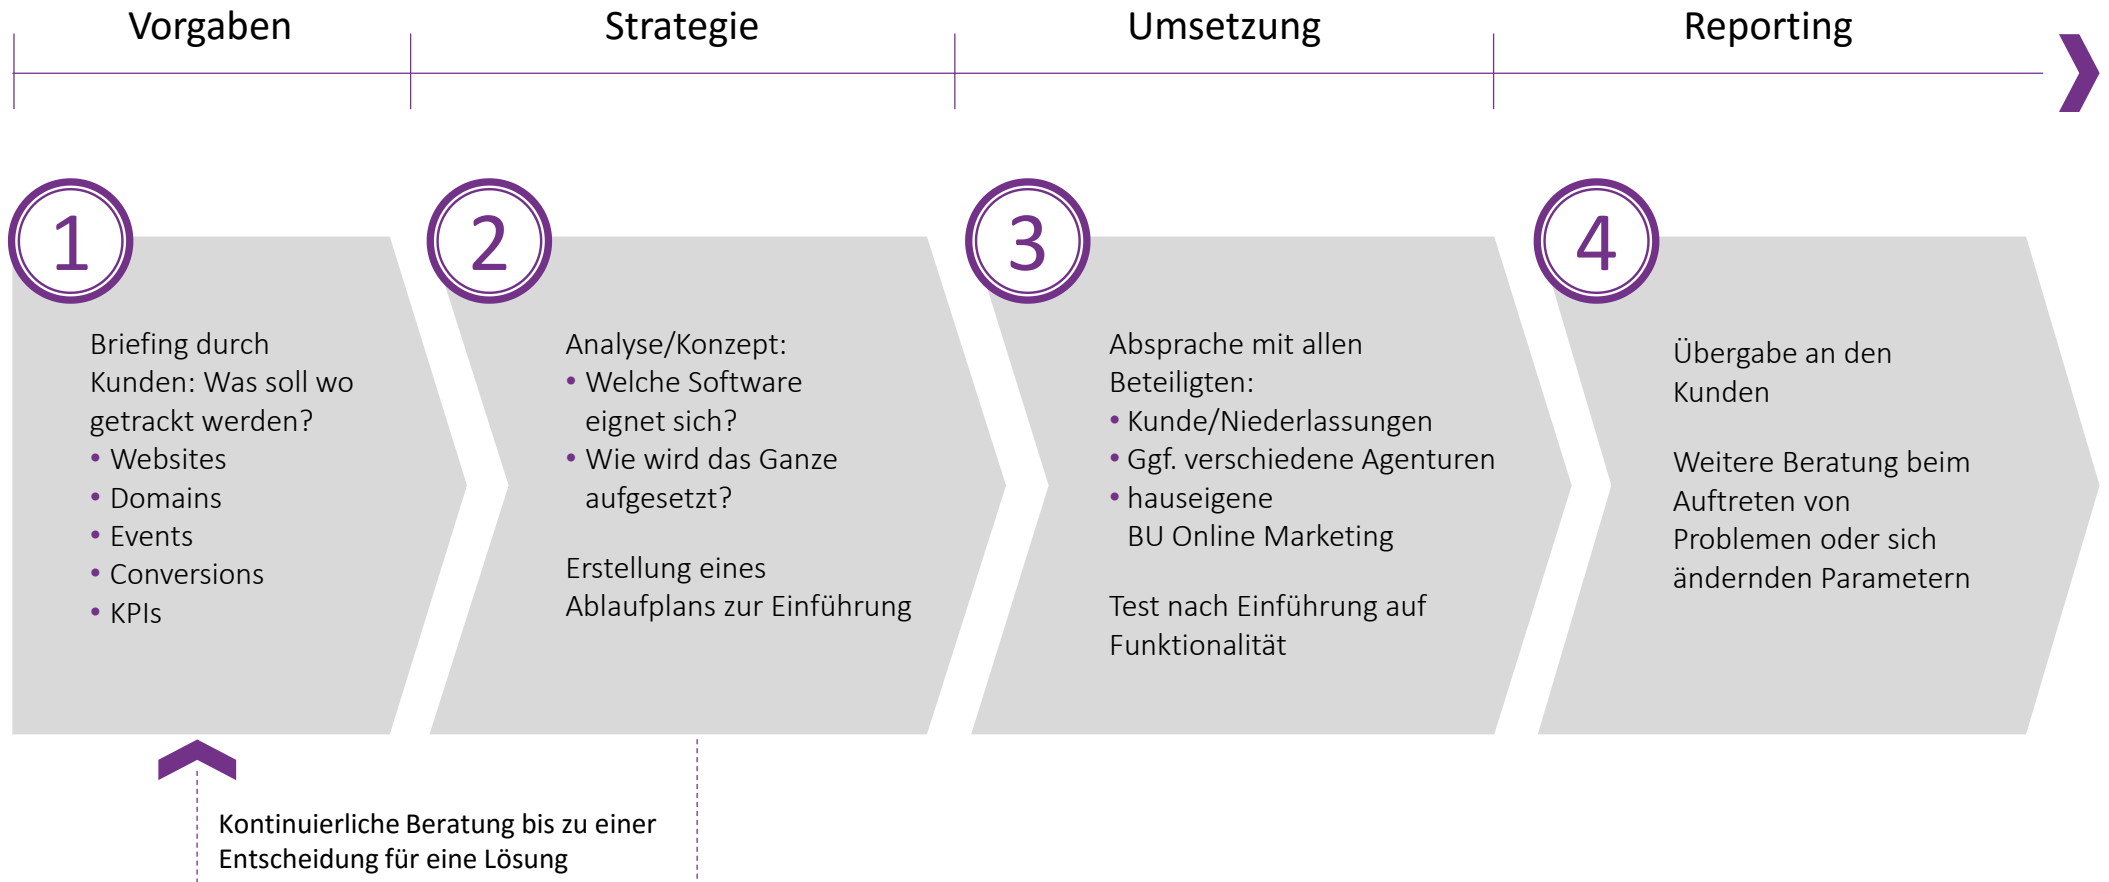 Vorgaben
Strategie
Umsetzung
Reporting
1
Briefing durch
Kunden: Was soll wo
getrackt werden?
• Websites
• Domains
• Events
• Conversions
• KPIs
2
Analyse/Konzept:
• Welche Software
eignet sich?
• Wie wird das Ganze
aufgesetzt?
Erstellung eines
Ablaufplans zur Einführung
3
Absprache mit allen
Beteiligten:
• Kunde/Niederlassungen
• Ggf. verschiedene Agenturen
• hauseigene
BU Online Marketing
Test nach Einführung auf
Funktionalität
4
Übergabe an den
Kunden
Weitere Beratung beim
Auftreten von
Problemen oder sich
ändernden Parametern
Kontinuierliche Beratung bis zu einer
Entscheidung für eine Lösung